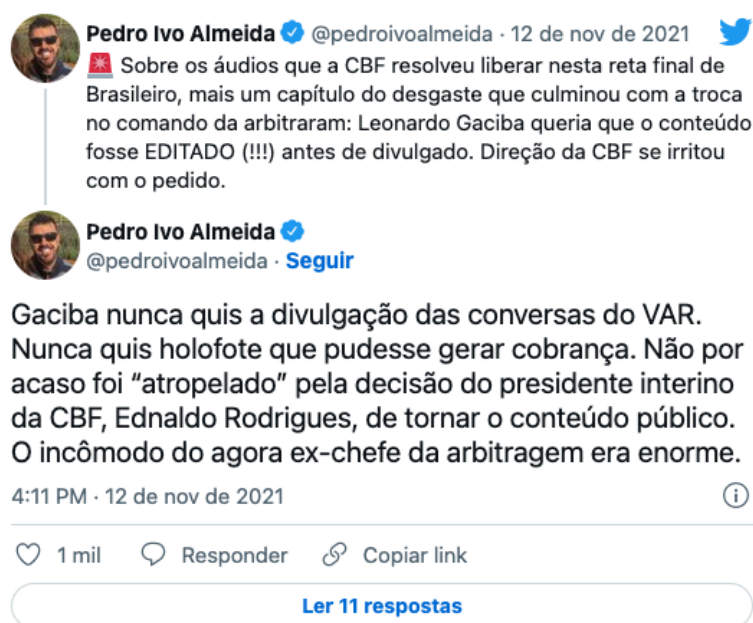 Pedro Ivo Almeida @pedroivoalmeida · 12 de nov de 2021
🚨 Sobre os áudios que a CBF resolveu liberar nesta reta final de
Brasileiro, mais um capítulo do desgaste que culminou com a troca
no comando da arbitraram: Leonardo Gaciba queria que o conteúdo
fosse EDITADO (!!!) antes de divulgado. Direção da CBF se irritou
com o pedido.
Pedro Ivo Almeida
@pedroivoalmeida · Seguir
Gaciba nunca quis a divulgação das conversas do VAR.
Nunca quis holofote que pudesse gerar cobrança. Não por
acaso foi “atropelado” pela decisão do presidente interino
da CBF, Ednaldo Rodrigues, de tornar o conteúdo público.
O incômodo do agora ex-chefe da arbitragem era enorme.
4:11 PM · 12 de nov de 2021
1 mil Responder Copiar link
Ler 11 respostas